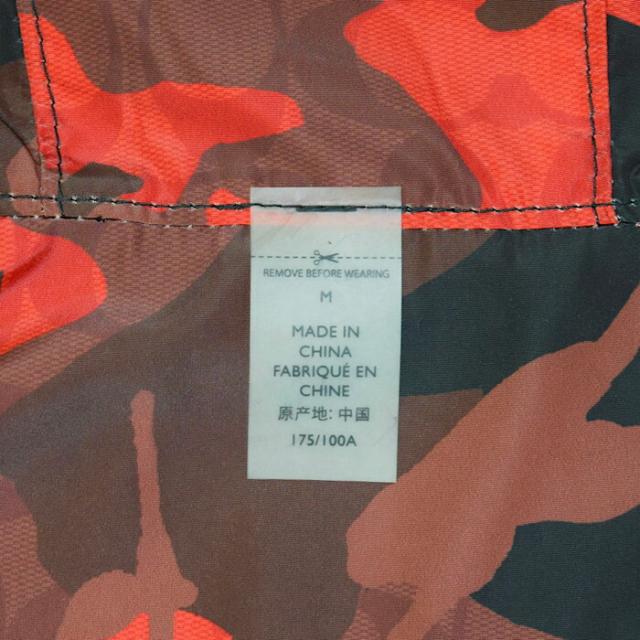 REMOVE BEFORE WEARING
M
MADE IN
CHINA
FABRIQUÉ EN
CHINE
原产地: 中国
175/100A